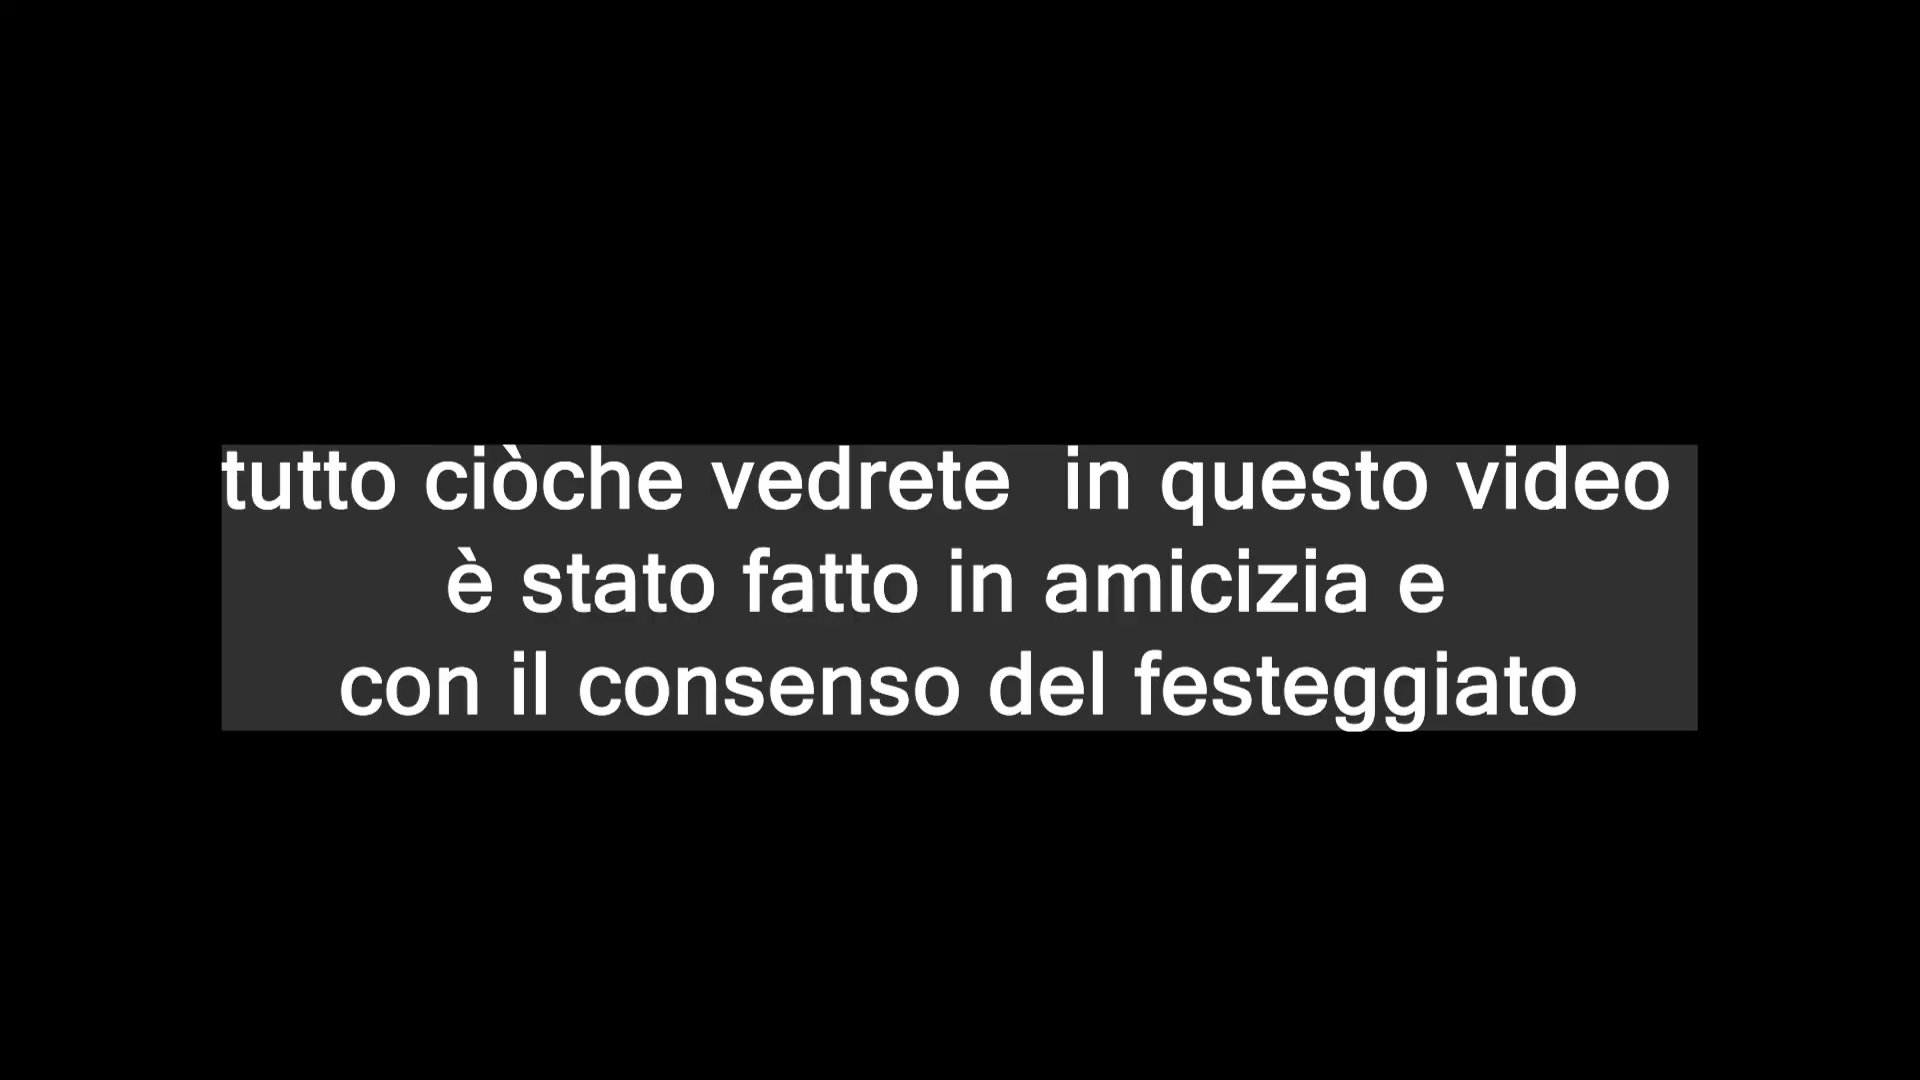 tutto ciòche vedrete  in questo video
è stato fatto in amicizia e
con il consenso del festeggiato